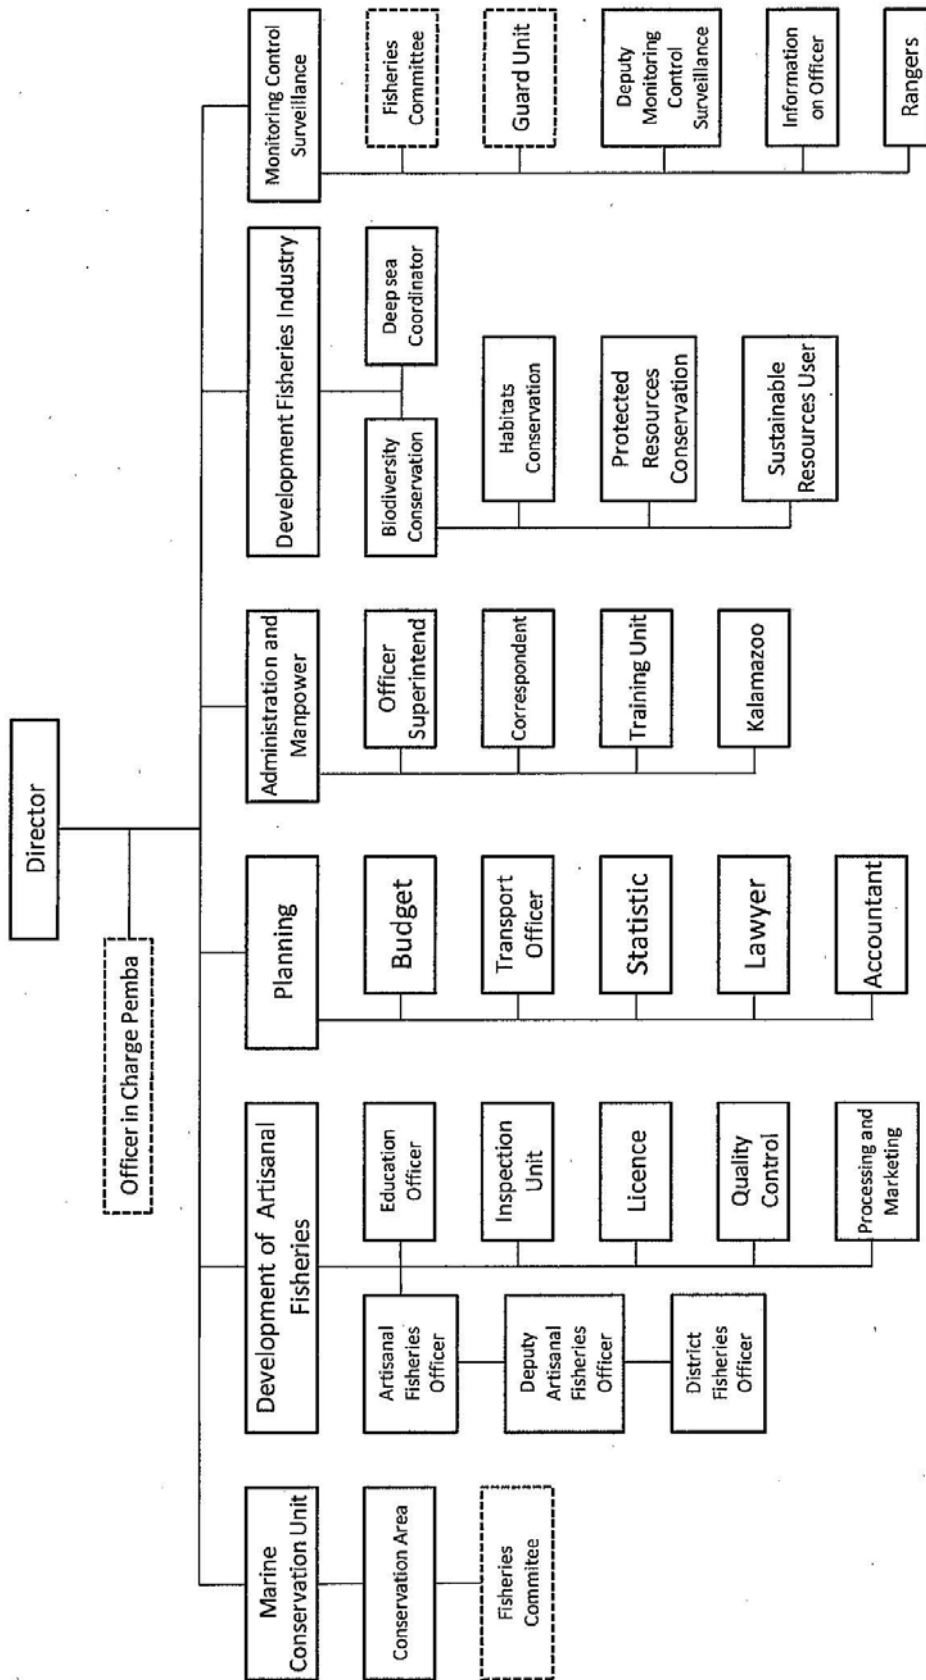 Director
Officer in Charge Pemba
Marine
Conservation Unit
Conservation Area
Fisheries
Commitee
Development of Artisanal
Fisheries
Artisanal
Fisheries
Officer
Deputy
Artisanal
Fisheries
Officer
District
Fisheries
Officer
Education
Officer
Inspection
Unit
Licence
Quality
Control
Processing and
Marketing
Planning
Budget
Transport
Officer
Statistic
Lawyer
Accountant
Administration and
Manpower
Officer
Superintend
Correspondent
Training Unit
Kalamazoo
Development Fisheries Industry
Biodiversity
Conservation
Deep sea
Coordinator
Habitats
Conservation
Protected
Resources
Conservation
Sustainable
Resources User
Monitoring Control
Surveillance
Fisheries
Committee
Guard Unit
Deputy
Monitoring
Control
Surveillance
Information
on Officer
Rangers